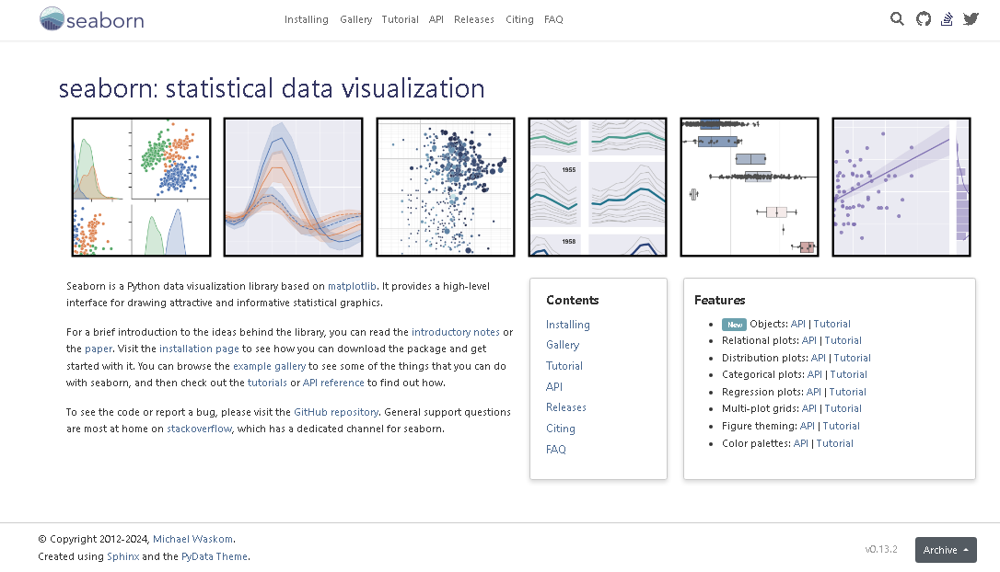 seaborn
Installing Gallery Tutorial API Releases Citing FAQ
seaborn: statistical data visualization
1955
1958
Seaborn is a Python data visualization library based on matplotlib. It provides a high-level
interface for drawing attractive and informative statistical graphics.
For a brief introduction to the ideas behind the library, you can read the introductory notes or
the paper. Visit the installation page to see how you can download the package and get
started with it. You can browse the example gallery to see some of the things that you can do
with seaborn, and then check out the tutorials or API reference to find out how.
To see the code or report a bug, please visit the GitHub repository. General support questions
are most at home on stackoverflow, which has a dedicated channel for seaborn.
Contents
Installing
Gallery
Tutorial
API
Releases
Citing
FAQ
Features
New Objects: API | Tutorial
Relational plots: API | Tutorial
Distribution plots: API | Tutorial
Categorical plots: API | Tutorial
Regression plots: API | Tutorial
Multi-plot grids: API | Tutorial
Figure theming: API | Tutorial
Color palettes: API | Tutorial
© Copyright 2012-2024, Michael Waskom.
Created using Sphinx and the PyData Theme.
v0.13.2
Archive